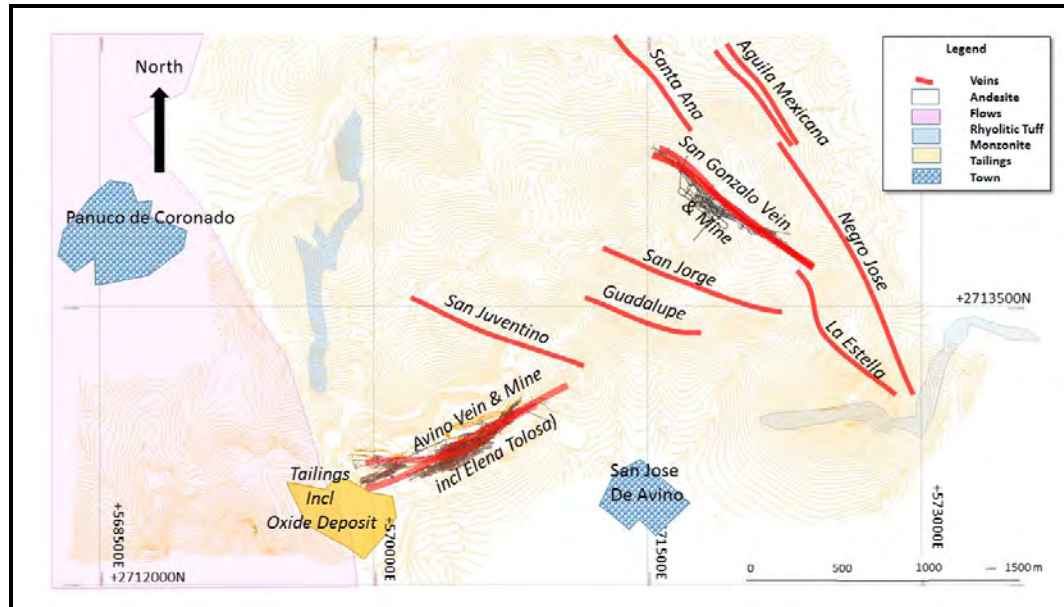 North
Panuco de Coronado
Santa Ana
Aguila Mexicana
San Gonzalo Vein
& Mine
Negro Jose
San Jorge
Guadalupe
San Juventino
La Estella
+2713500N
Avino Vein & Mine
incl Elena Tolosa)
Tailings
Incl
Oxide Deposit
San Jose
De Avino
+568500E
+570000E
+571500E
+573000E
+2712000N
0 500 1000 1500 m
Legend
Veins
Andesite
Flows
Rhyolitic Tuff
Monzonite
Tailings
Town